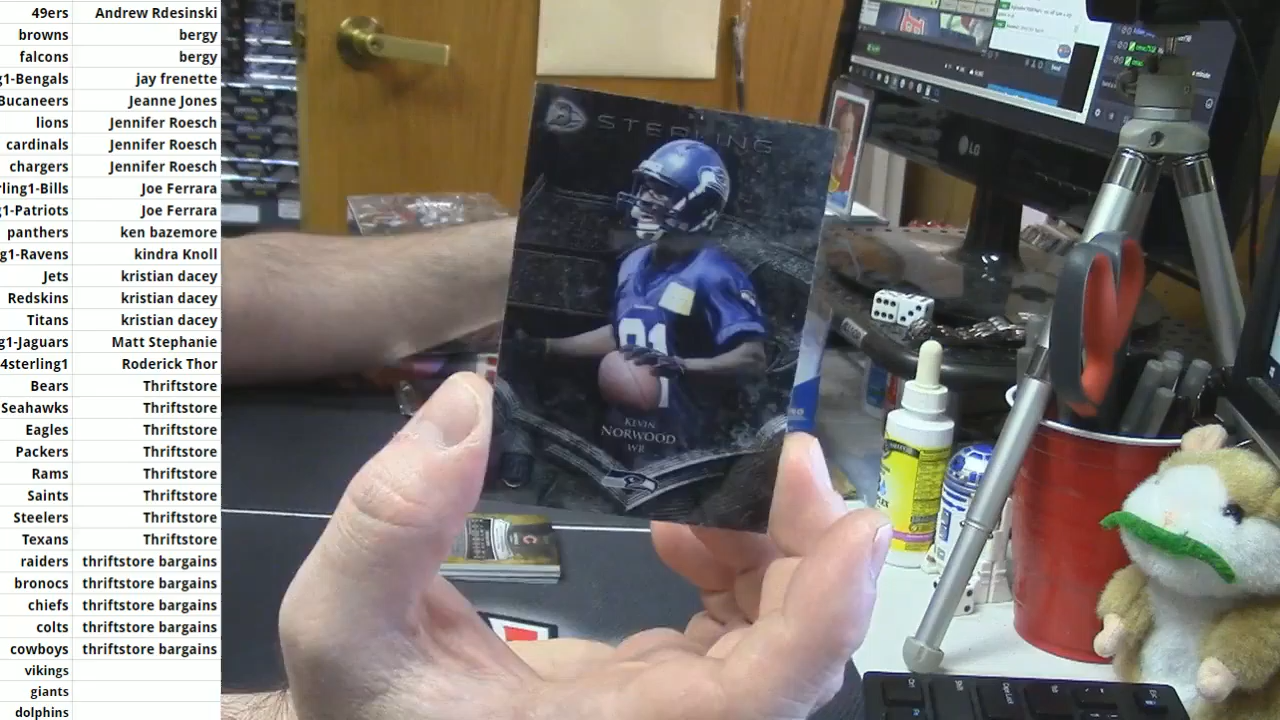 49ers Andrew Rdesinski
browns bergy
falcons bergy
g1-Bengals jay frenette
Bucaneers Jeanne Jones
lions Jennifer Roesch
cardinals Jennifer Roesch
chargers Jennifer Roesch
rling1-Bills Joe Ferrara
g1-Patriots Joe Ferrara
panthers ken bazemore
g1-Ravens kindra Knoll
Jets kristian dacey
Redskins kristian dacey
Titans kristian dacey
g1-Jaguars Matt Stephanie
4sterling1 Roderick Thor
Bears Thriftstore
Seahawks Thriftstore
Eagles Thriftstore
Packers Thriftstore
Rams Thriftstore
Saints Thriftstore
Steelers Thriftstore
Texans Thriftstore
raiders thriftstore bargains
bronocs thriftstore bargains
chiefs thriftstore bargains
colts thriftstore bargains
cowboys thriftstore bargains
vikings
giants
dolphins
STERLING
81
KEVIN
NORWOOD
WR
LG